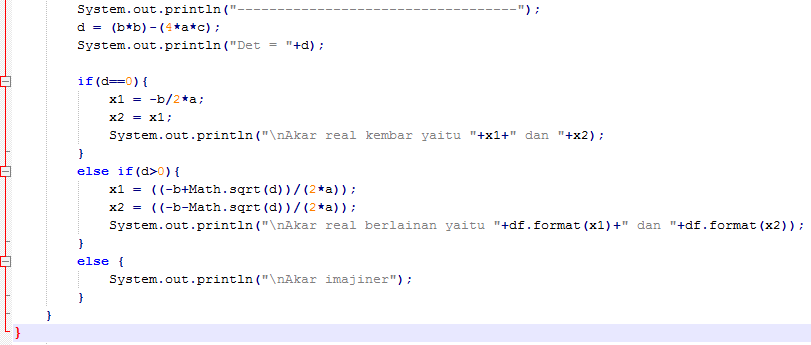 System.out.println("-----------------------------------");
d = (b*b)-(4*a*c);
System.out.println("Det = "+d);
if(d==0){
x1 = -b/2*a;
x2 = x1;
System.out.println("\nAkar real kembar yaitu "+x1+" dan "+x2);
}
else if(d>0){
x1 = ((-b+Math.sqrt(d))/(2*a));
x2 = ((-b-Math.sqrt(d))/(2*a));
System.out.println("\nAkar real berlainan yaitu "+df.format(x1)+" dan "+df.format(x2));
}
else {
System.out.println("\nAkar imajiner");
}
}
}